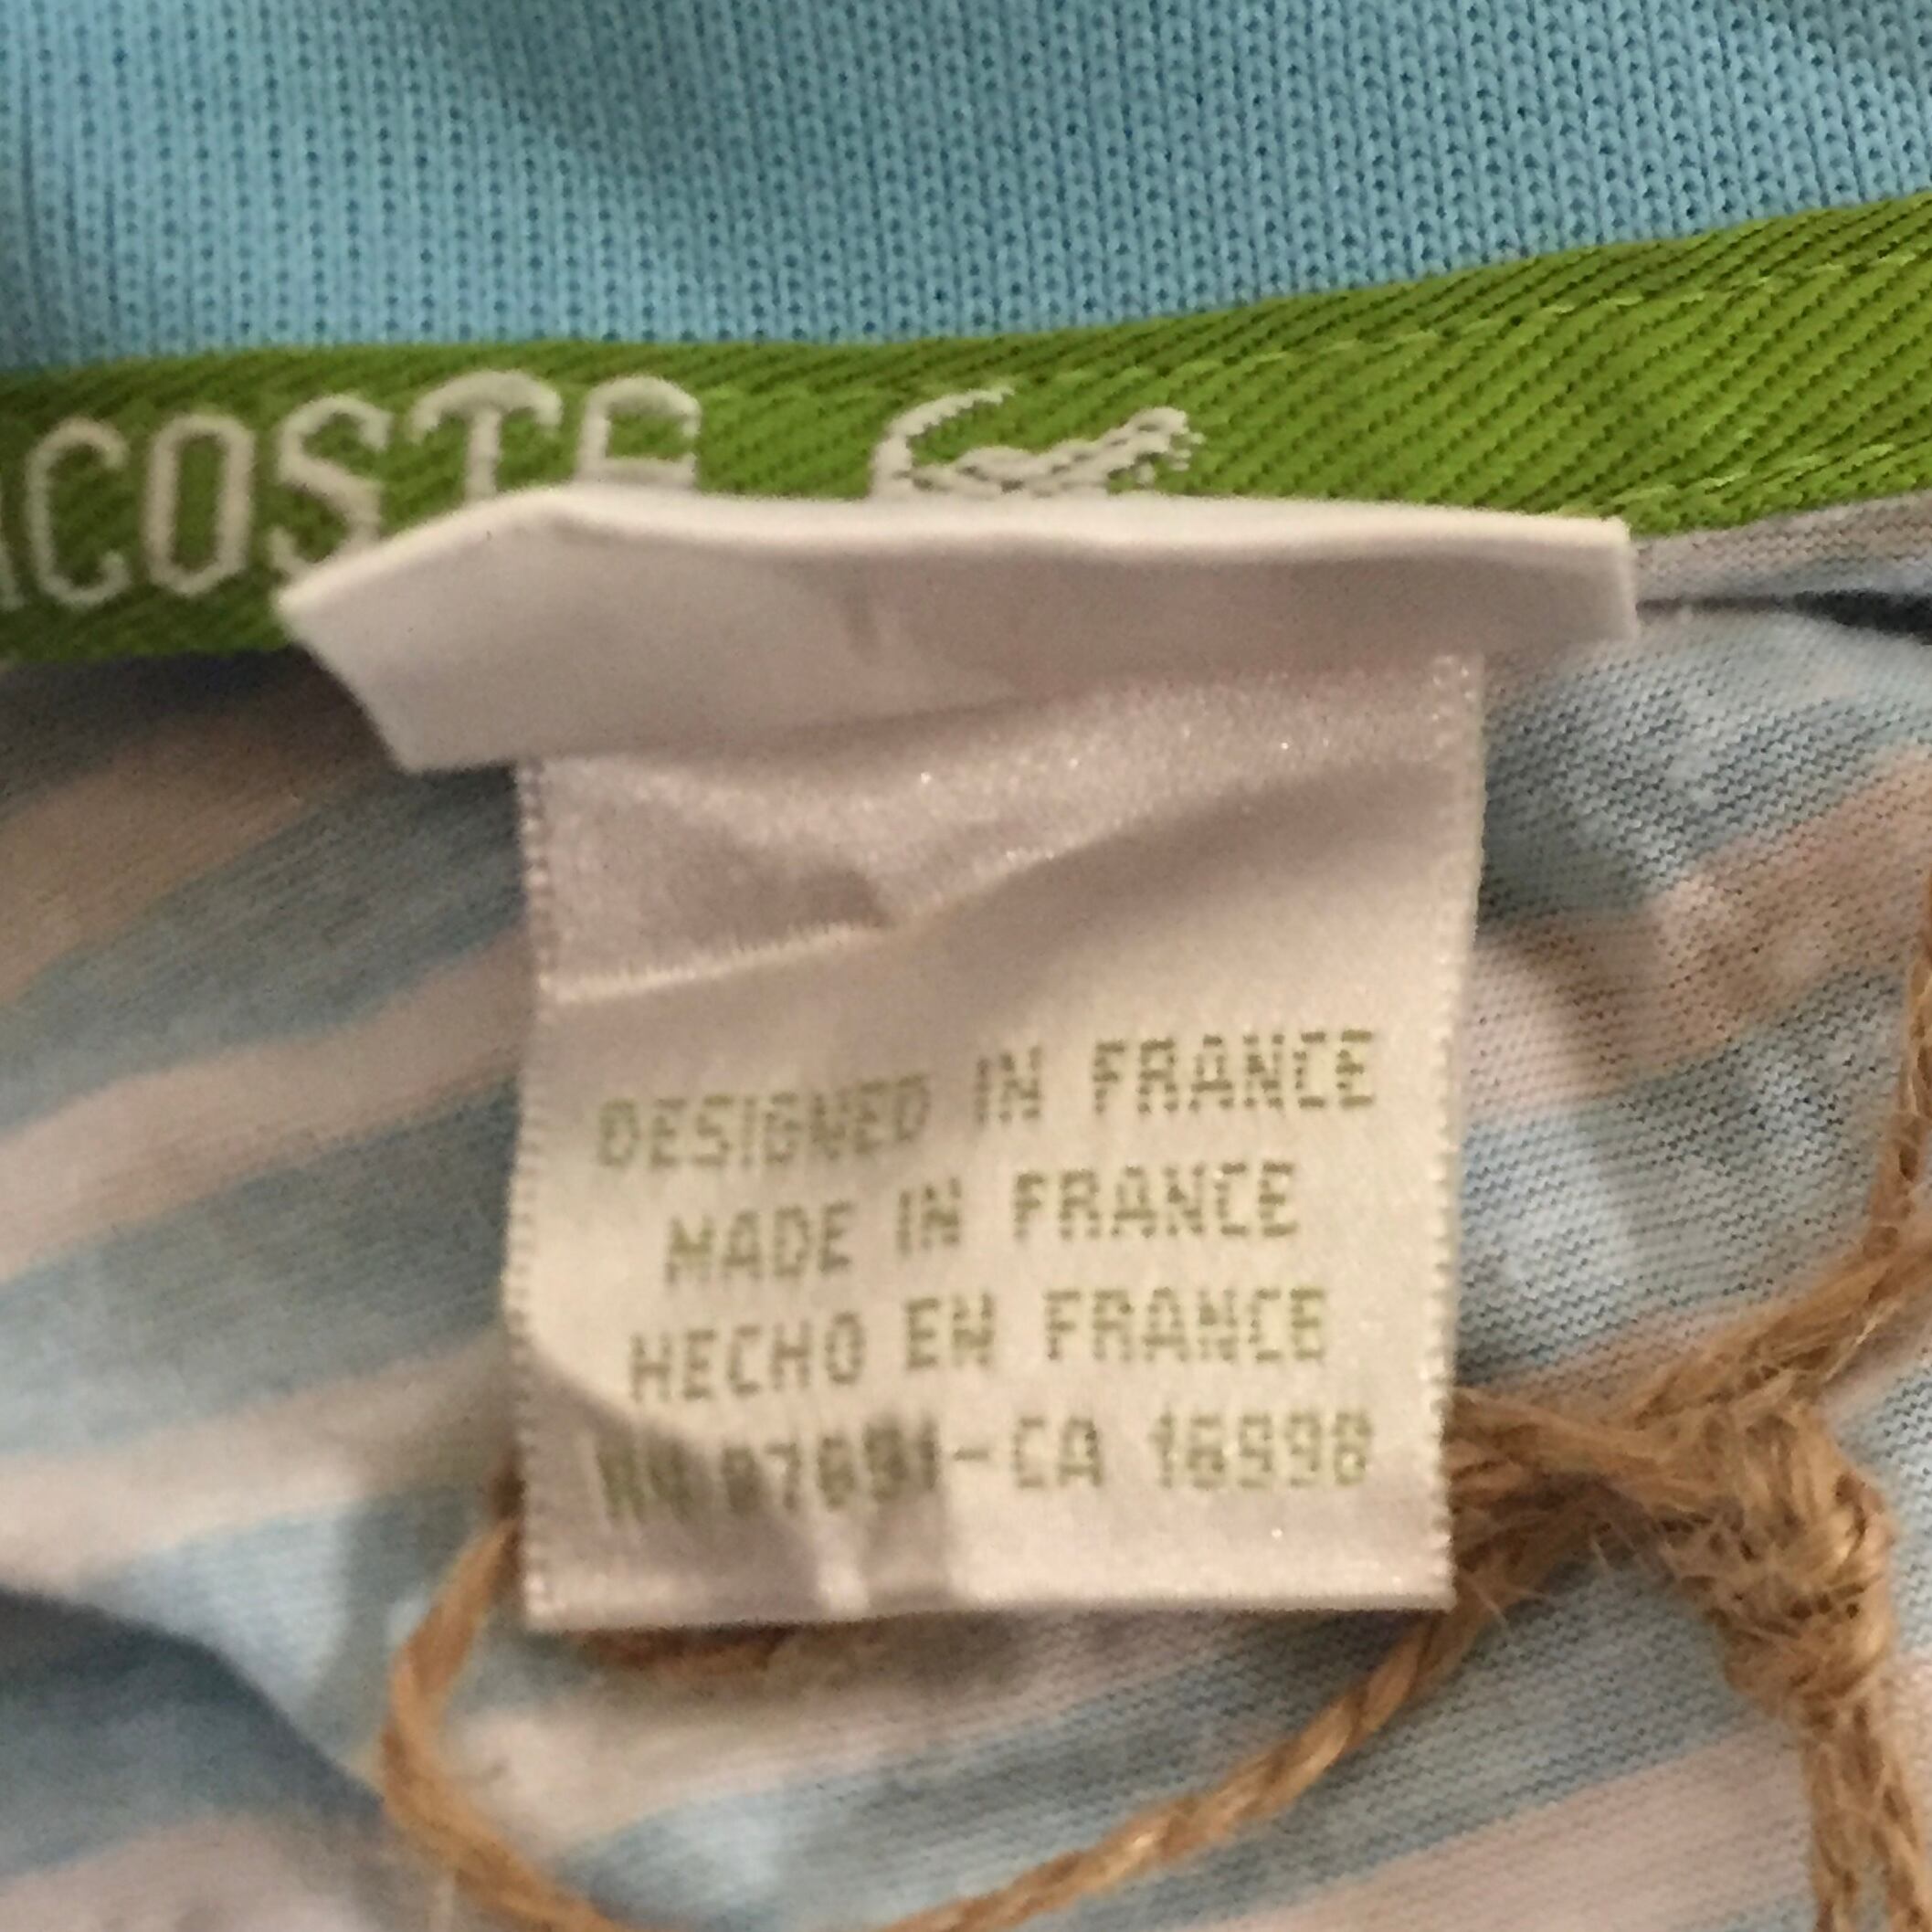 ACOSTE
DESIGNED IN FRANCE
MADE IN FRANCE
HECHO EN FRANCE
CA 16998